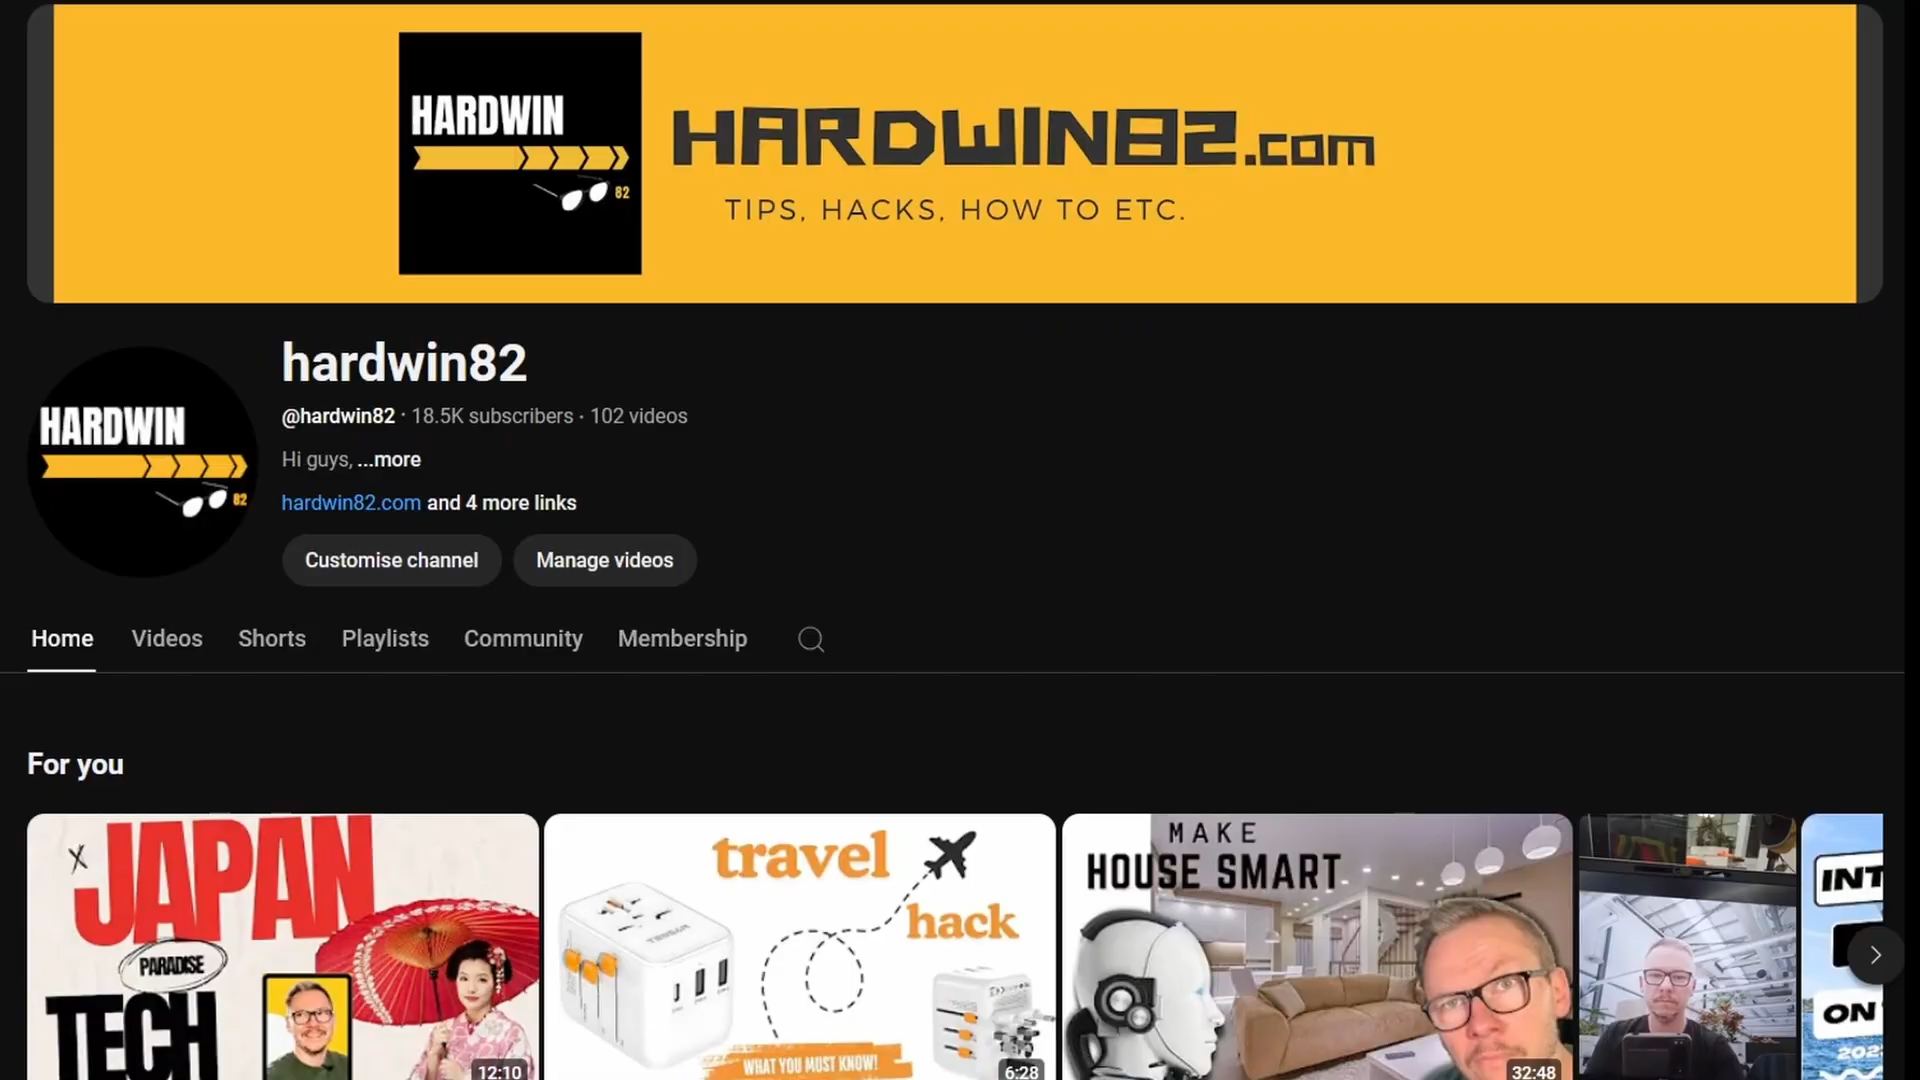 HARDWIN
82
HARDWIN82.com
TIPS, HACKS, HOW TO ETC.
HARDWIN
82
hardwin82
@hardwin82 · 18.5K subscribers · 102 videos
Hi guys, ...more
hardwin82.com and 4 more links
Customise channel
Manage videos
Home
Videos
Shorts
Playlists
Community
Membership
For you
X JAPAN
PARADISE
TECH
12:10
travel
hack
TESSAN
WHAT YOU MUST KNOW!
6:28
MAKE
HOUSE SMART
32:48
INT
ON